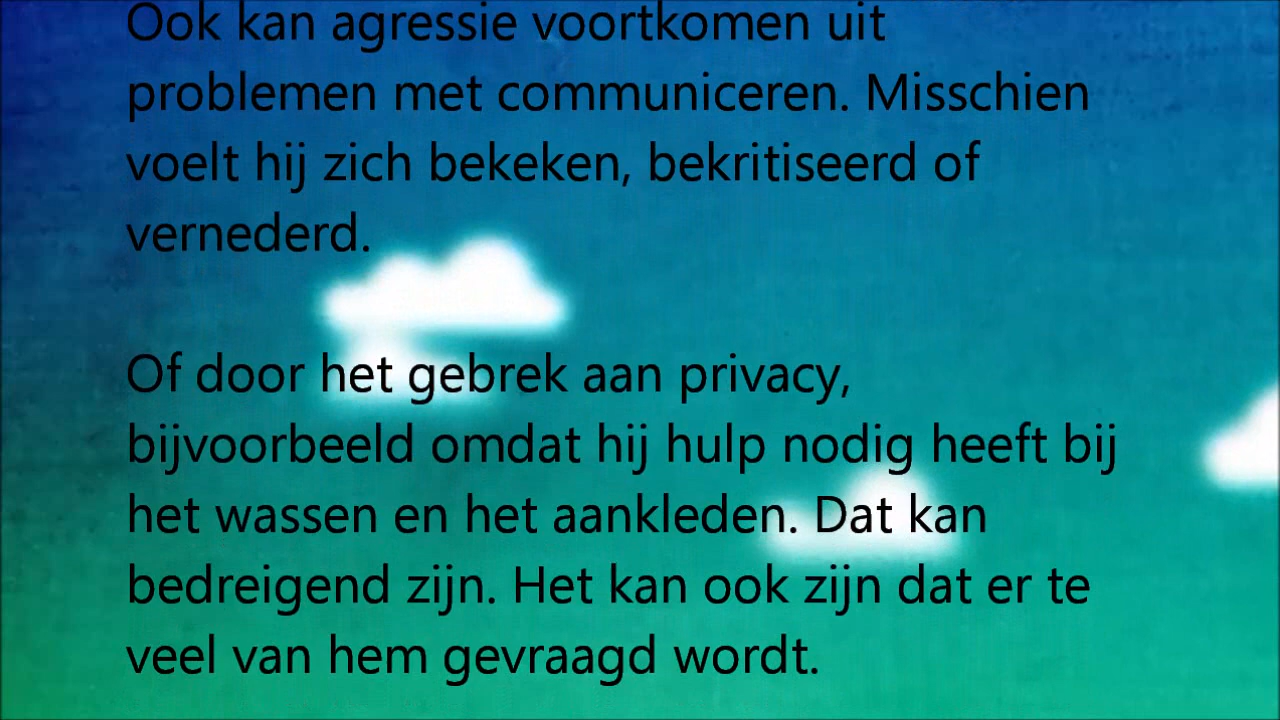 Ook kan agressie voortkomen uit
problemen met communiceren. Misschien
voelt hij zich bekeken, bekritiseerd of
vernederd.
Of door het gebrek aan privacy,
bijvoorbeeld omdat hij hulp nodig heeft bij
het wassen en het aankleden. Dat kan
bedreigend zijn. Het kan ook zijn dat er te
veel van hem gevraagd wordt.